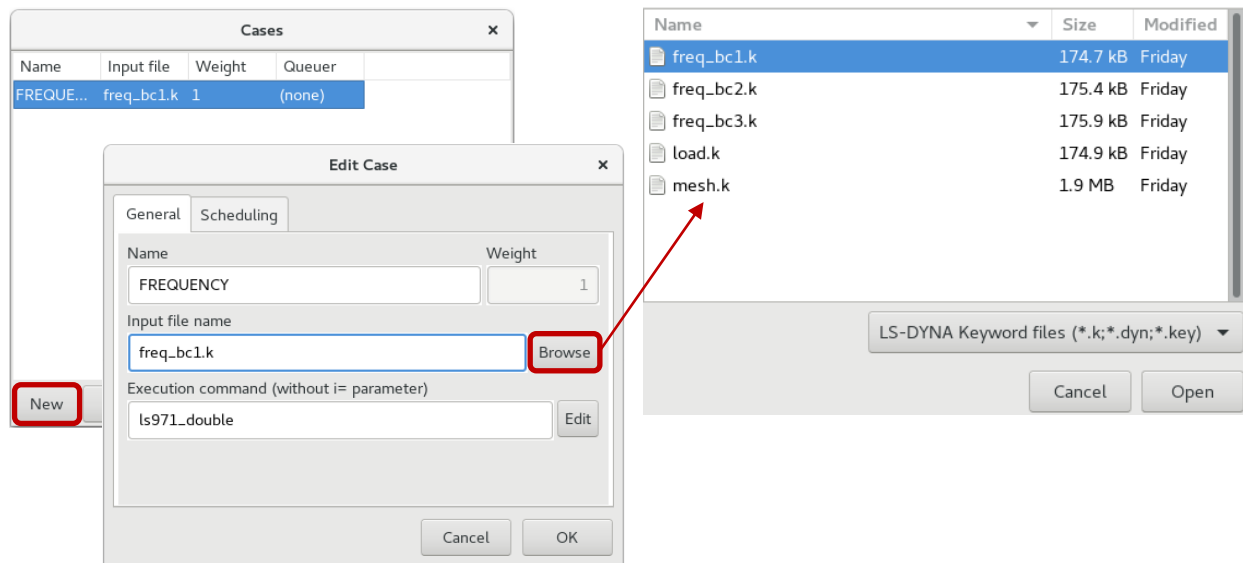 Cases
×
Name Input file Weight Queuer
FREQUE... freq_bc1.k 1 (none)
New
Edit Case
×
General Scheduling
Name Weight
FREQUENCY 1
Input file name
freq_bc1.k Browse
Execution command (without i= parameter)
ls971_double Edit
Cancel OK
Name Size Modified
freq_bc1.k 174.7 kB Friday
freq_bc2.k 175.4 kB Friday
freq_bc3.k 175.9 kB Friday
load.k 174.9 kB Friday
mesh.k 1.9 MB Friday
LS-DYNA Keyword files (*.k;*.dyn;*.key)
Cancel Open